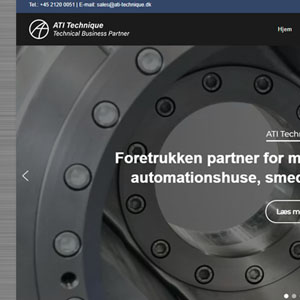 Tel.: +45 2120 0051 | E-mail: sales@ati-technique.dk
ATI Technique
Technical Business Partner
Hjem
ATI Techn
Foretrukken partner for m
automationshuse, smed
Læs m